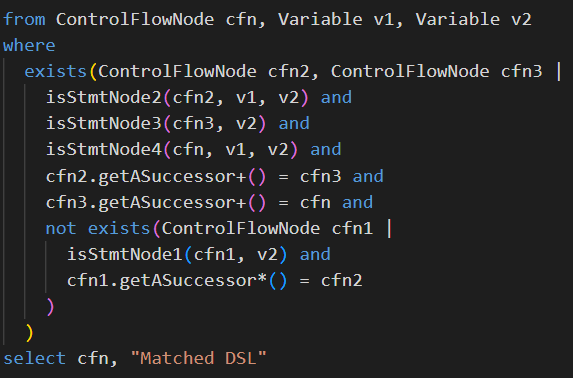 from ControlFlowNode cfn, Variable v1, Variable v2
where
  exists(ControlFlowNode cfn2, ControlFlowNode cfn3 |
    isStmtNode2(cfn2, v1, v2) and
    isStmtNode3(cfn3, v2) and
    isStmtNode4(cfn, v1, v2) and
    cfn2.getASuccessor+() = cfn3 and
    cfn3.getASuccessor+() = cfn and
    not exists(ControlFlowNode cfn1 |
      isStmtNode1(cfn1, v2) and
      cfn1.getASuccessor*() = cfn2
    )
  )
select cfn, "Matched DSL"